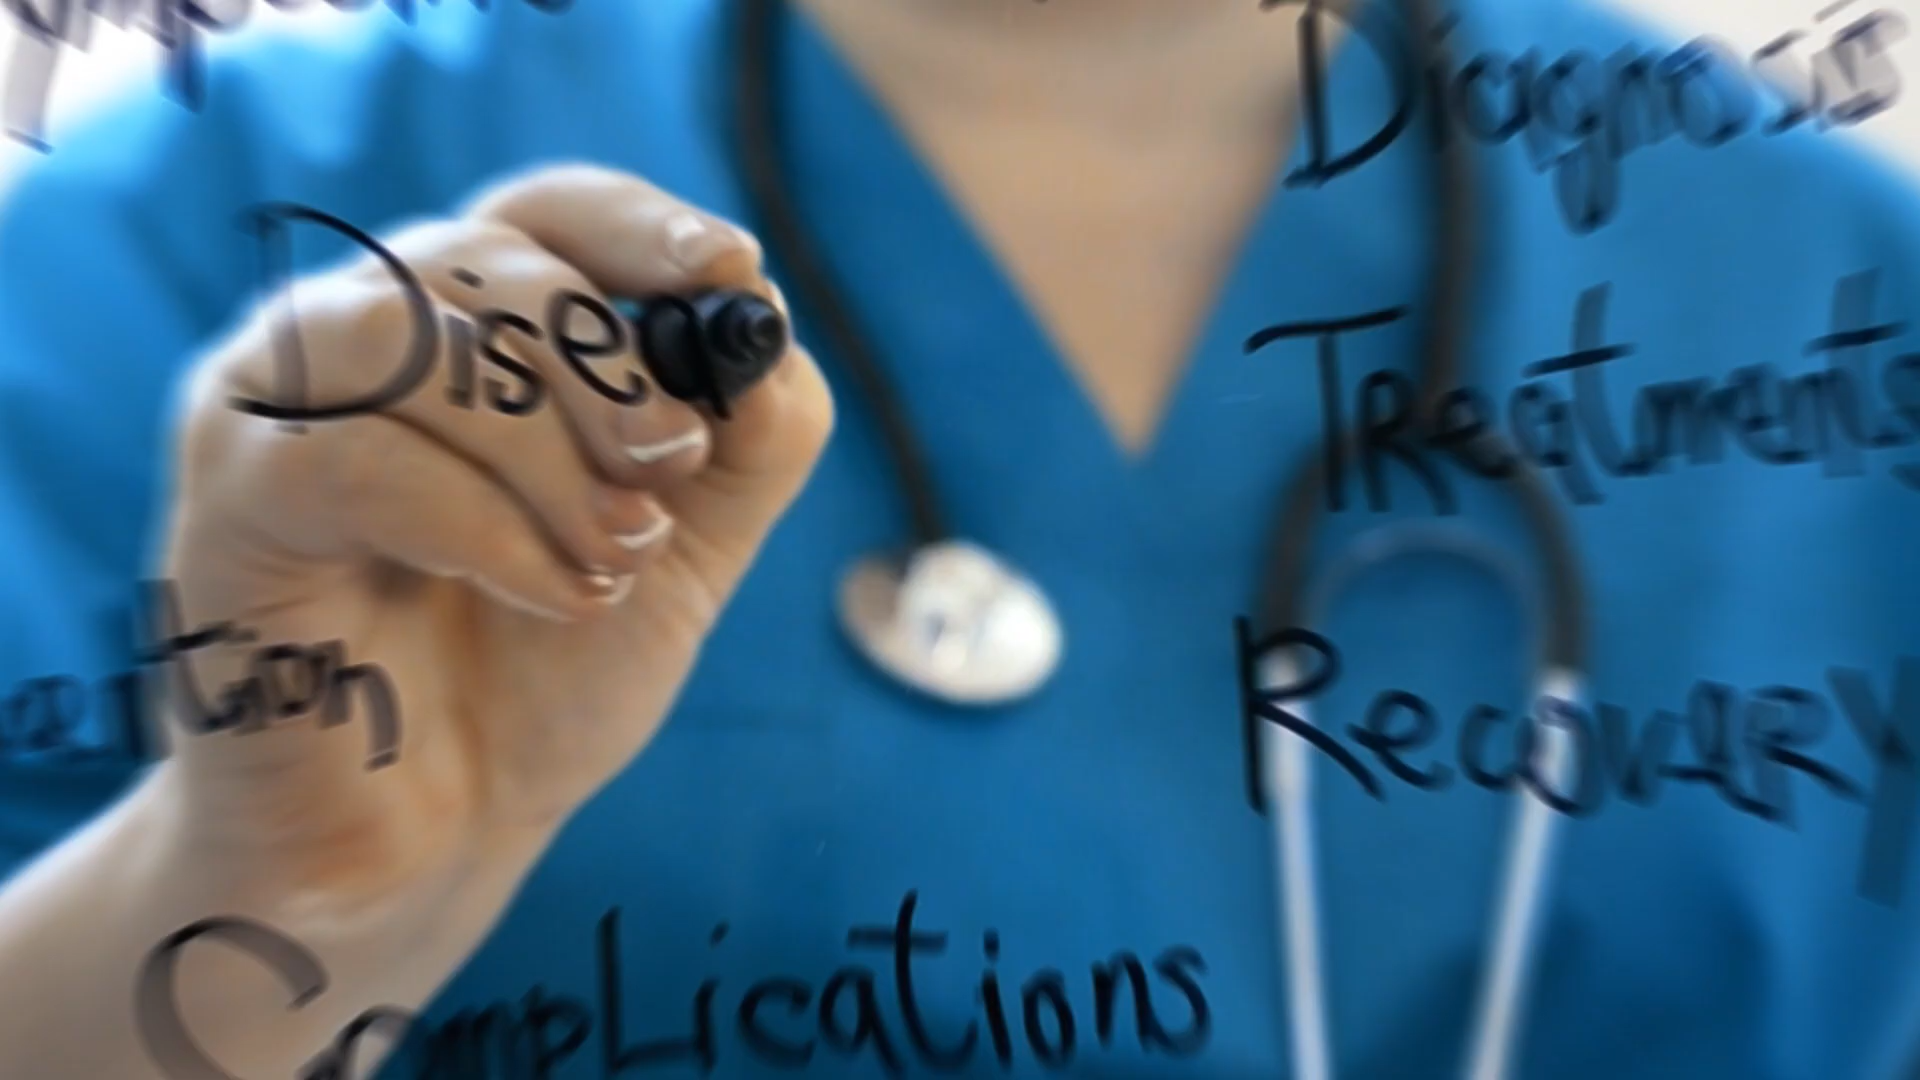 Diagnosis
Disea
Treatments
Recovery
Complications